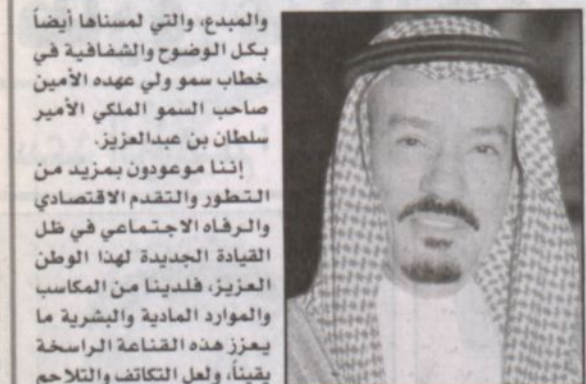 والمبدع، والتي لمسناها أيضاً
بكل الوضوح والشفافية في
خطاب سمو ولي عهده الأمين
صاحب السمو الملكي الأمير
سلطان بن عبدالعزيز.
إننا موعودون بمزيد من
التطور والتقدم الاقتصادي
والرفاه الاجتماعي في ظل
القيادة الجديدة لهذا الوطن
العزيز، فلدينا من المكاسب
والموارد المادية والبشرية ما
يعزز هذه القناعة الراسخة
يقيناً، ولعل التكاتف والتلاحم